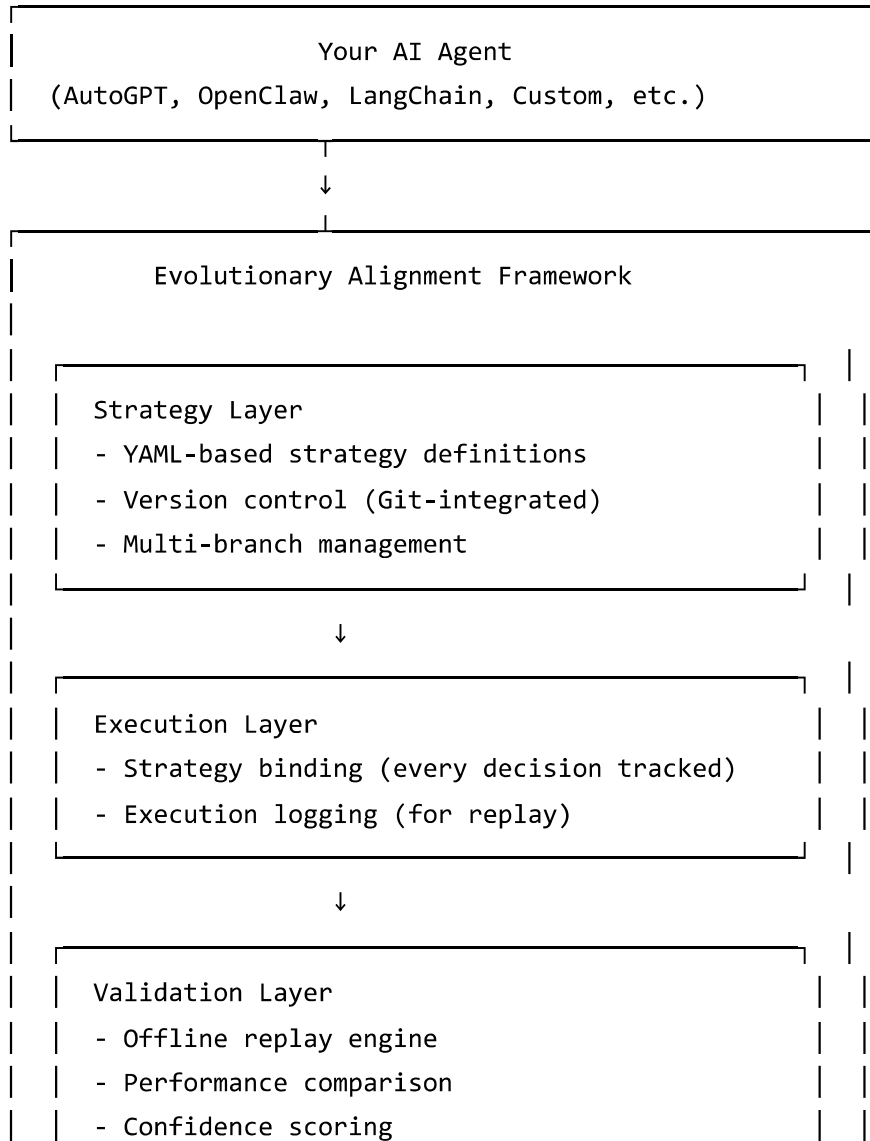 Your AI Agent
(AutoGPT, OpenClaw, LangChain, Custom, etc.)
↓
Evolutionary Alignment Framework
Strategy Layer
- YAML-based strategy definitions
- Version control (Git-integrated)
- Multi-branch management
↓
Execution Layer
- Strategy binding (every decision tracked)
- Execution logging (for replay)
↓
Validation Layer
- Offline replay engine
- Performance comparison
- Confidence scoring